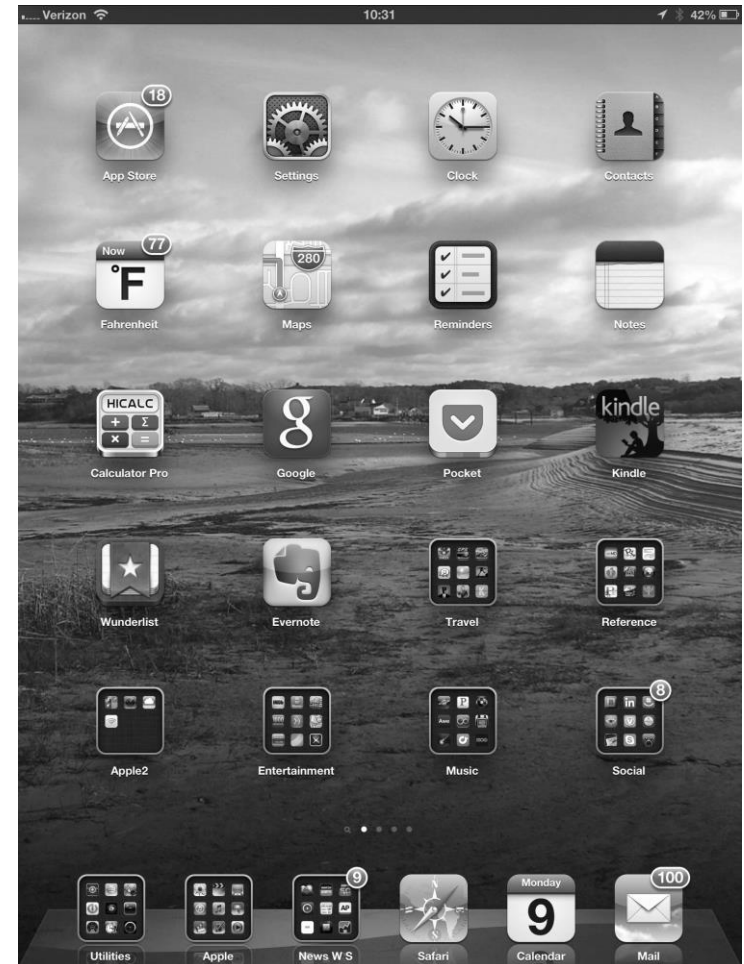 Verizon 10:31 42%
18
App Store Settings Clock Contacts
Now 77 280
°F
Fahrenheit Maps Reminders Notes
HICALC g kindle
+ Σ
× =
Calculator Pro Google Pocket Kindle
Wunderlist Evernote Travel Reference
8
P in
Apple2 Entertainment Music Social
9 Monday 100
AP N 9
Utilities Apple News W S Safari Calendar Mail